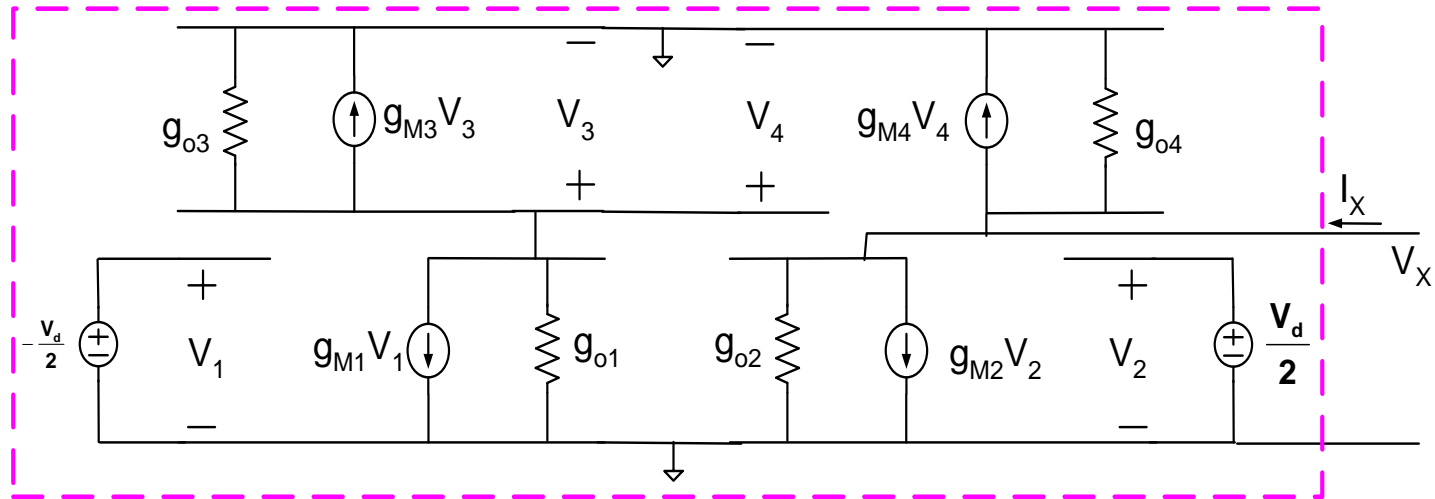 g_o3
g_M3V_3
V_3
V_4
g_M4V_4
g_o4
I_X
V_X
-V_d/2
V_1
g_M1V_1
g_o1
g_o2
g_M2V_2
V_2
V_d/2